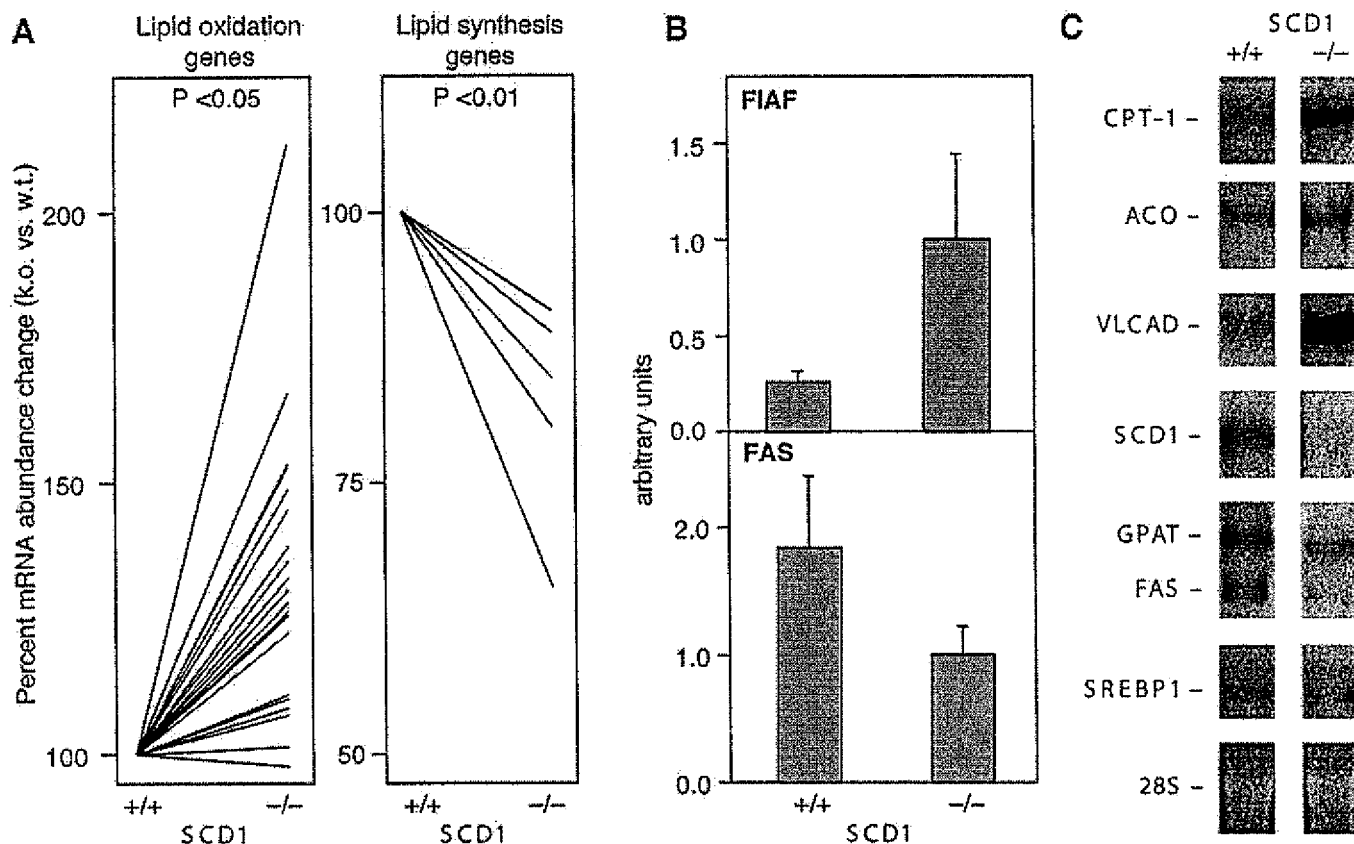 A
Lipid oxidation
genes
Lipid synthesis
genes
P <0.05
P <0.01
Percent mRNA abundance change (k.o. vs. w.t.)
200
150
100
100
75
50
+/+
−/−
SCD1
+/+
−/−
SCD1
B
FIAF
1.5
1.0
0.5
0.0
arbitrary units
FAS
2.0
1.0
0.0
+/+
−/−
SCD1
C
SCD1
+/+
−/−
CPT-1 –
ACO –
VLCAD –
SCD1 –
GPAT –
FAS –
SREBP1 –
28S –